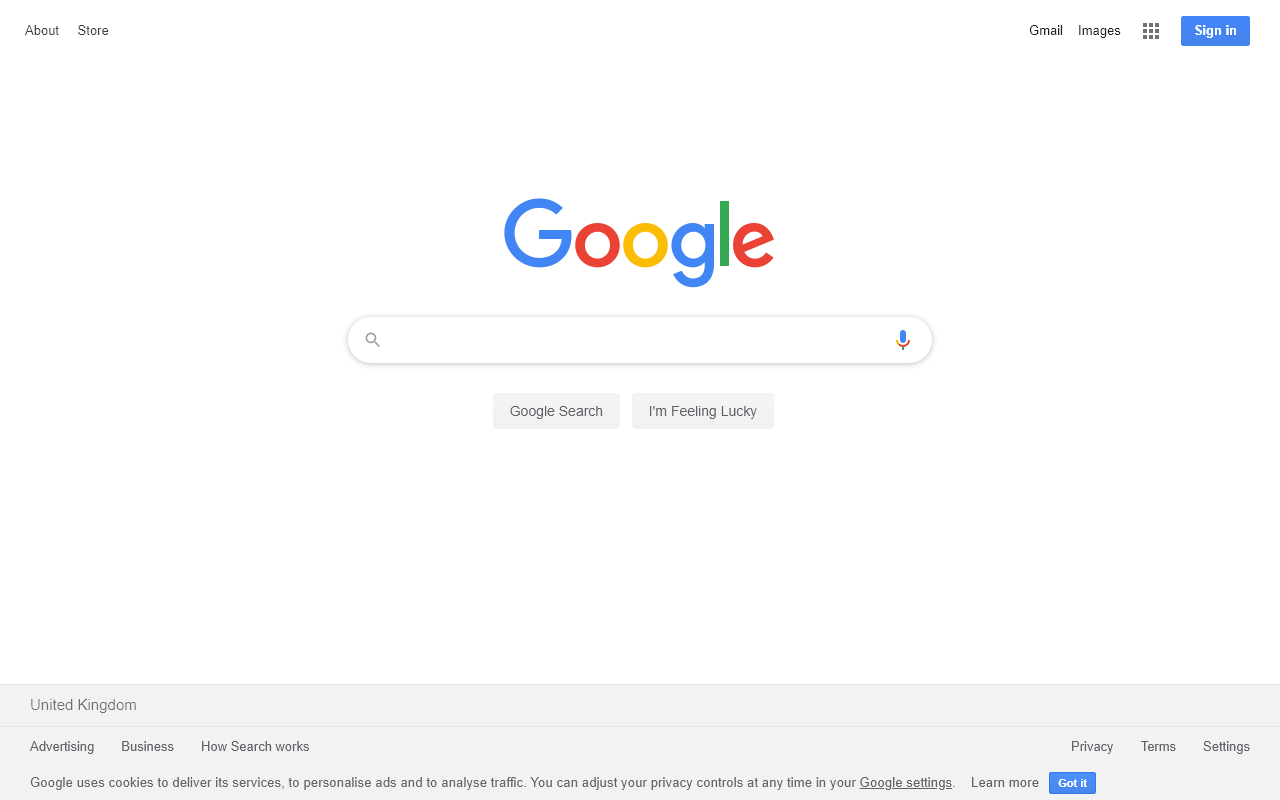 About Store Gmail Images Sign in
Google
Google Search I'm Feeling Lucky
United Kingdom
Advertising Business How Search works Privacy Terms Settings
Google uses cookies to deliver its services, to personalise ads and to analyse traffic. You can adjust your privacy controls at any time in your Google settings. Learn more Got it